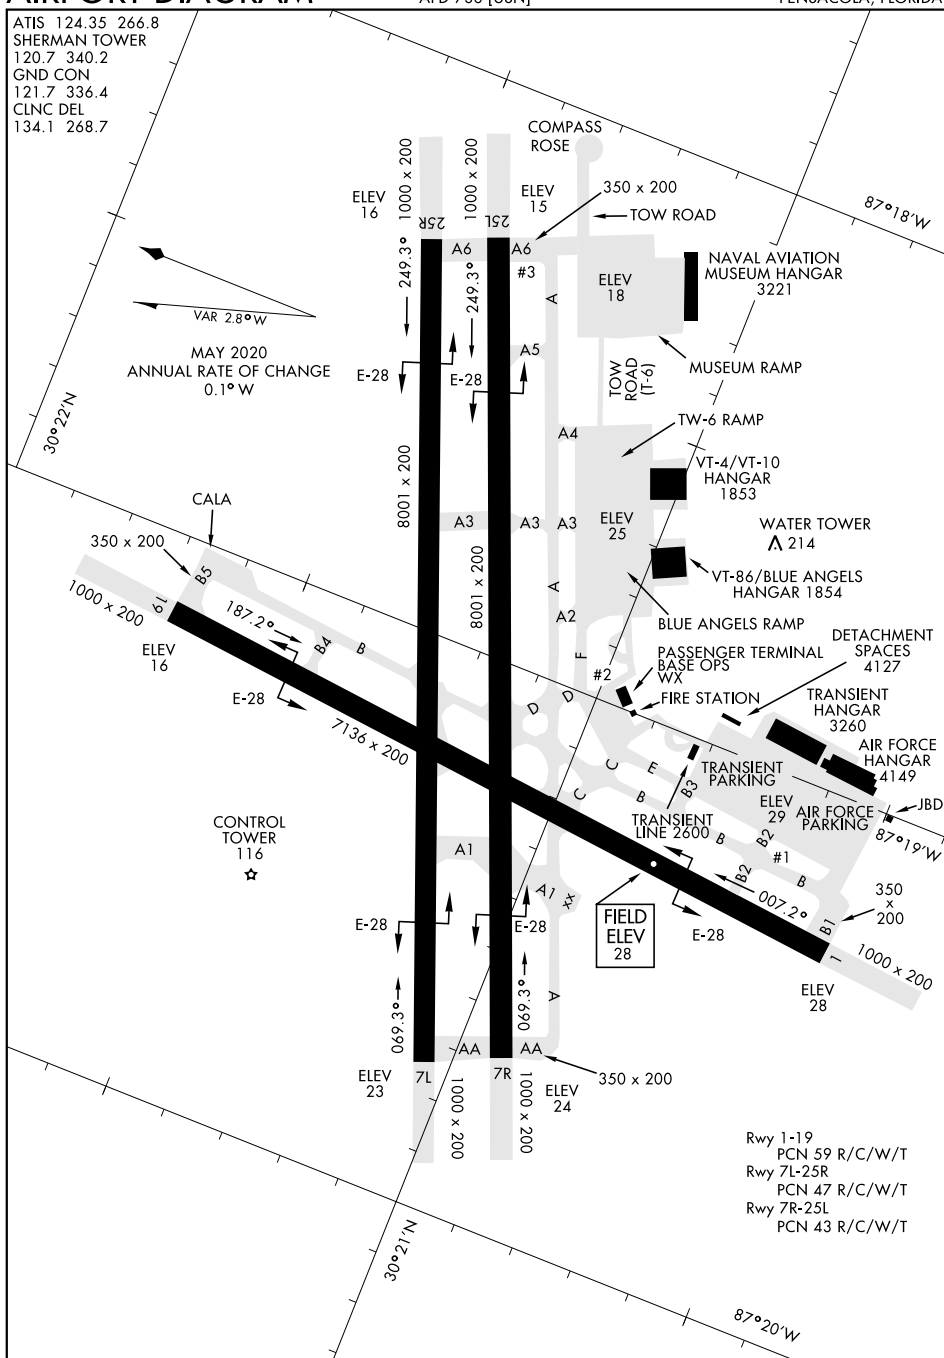 AIRPORT DIAGRAM
AFD-706 [USN]
PENSACOLA, FLORIDA
ATIS 124.35 266.8
SHERMAN TOWER
120.7 340.2
GND CON
121.7 336.4
CLNC DEL
134.1 268.7
COMPASS
ROSE
ELEV
16
1000 x 200
1000 x 200
ELEV
15
350 x 200
TOW ROAD
87°18'W
25R
25L
A6
A6
#3
249.3°
249.3°
A
ELEV
18
NAVAL AVIATION
MUSEUM HANGAR
3221
VAR 2.8° W
MAY 2020
ANNUAL RATE OF CHANGE
0.1° W
E-28
E-28
A5
MUSEUM RAMP
TOW
ROAD
(T-6)
30°22'N
TW-6 RAMP
A4
VT-4/VT-10
HANGAR
1853
8001 x 200
CALA
A3
A3
A3
ELEV
25
WATER TOWER
214
350 x 200
B5
8001 x 200
VT-86/BLUE ANGELS
HANGAR 1854
1000 x 200
19
187.2°
A
A2
BLUE ANGELS RAMP
ELEV
16
B4
B
F
#2
PASSENGER TERMINAL
BASE OPS
WX
DETACHMENT
SPACES
4127
E-28
FIRE STATION
TRANSIENT
HANGAR
3260
D
D
7136 x 200
AIR FORCE
HANGAR
4149
C
C
E
B
B3
TRANSIENT
PARKING
ELEV
29
AIR FORCE
PARKING
JBD
87°19'W
CONTROL
TOWER
116
TRANSIENT
LINE 2600
B
B2
#1
A1
A1
xx
B2
B
007.2°
350
x
200
FIELD
ELEV
28
E-28
E-28
E-28
B1
1
1000 x 200
ELEV
28
069.3°
069.3°
A
AA
AA
350 x 200
ELEV
23
7L
7R
ELEV
24
1000 x 200
1000 x 200
Rwy 1-19
PCN 59 R/C/W/T
Rwy 7L-25R
PCN 47 R/C/W/T
Rwy 7R-25L
PCN 43 R/C/W/T
30°21'N
87°20'W